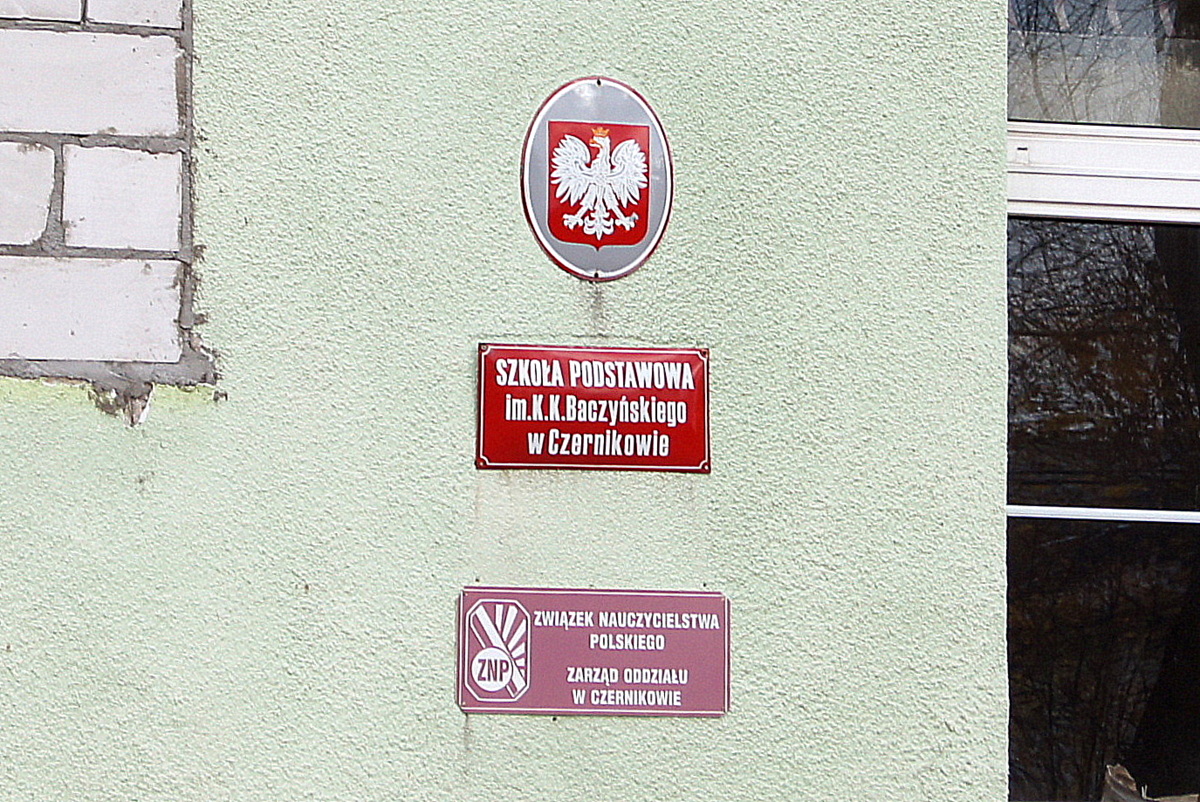 SZKOŁA PODSTAWOWA
im.K.K.Baczyńskiego
w Czernikowie
ZNP
ZWIĄZEK NAUCZYCIELSTWA
POLSKIEGO
ZARZĄD ODDZIAŁU
W CZERNIKOWIE